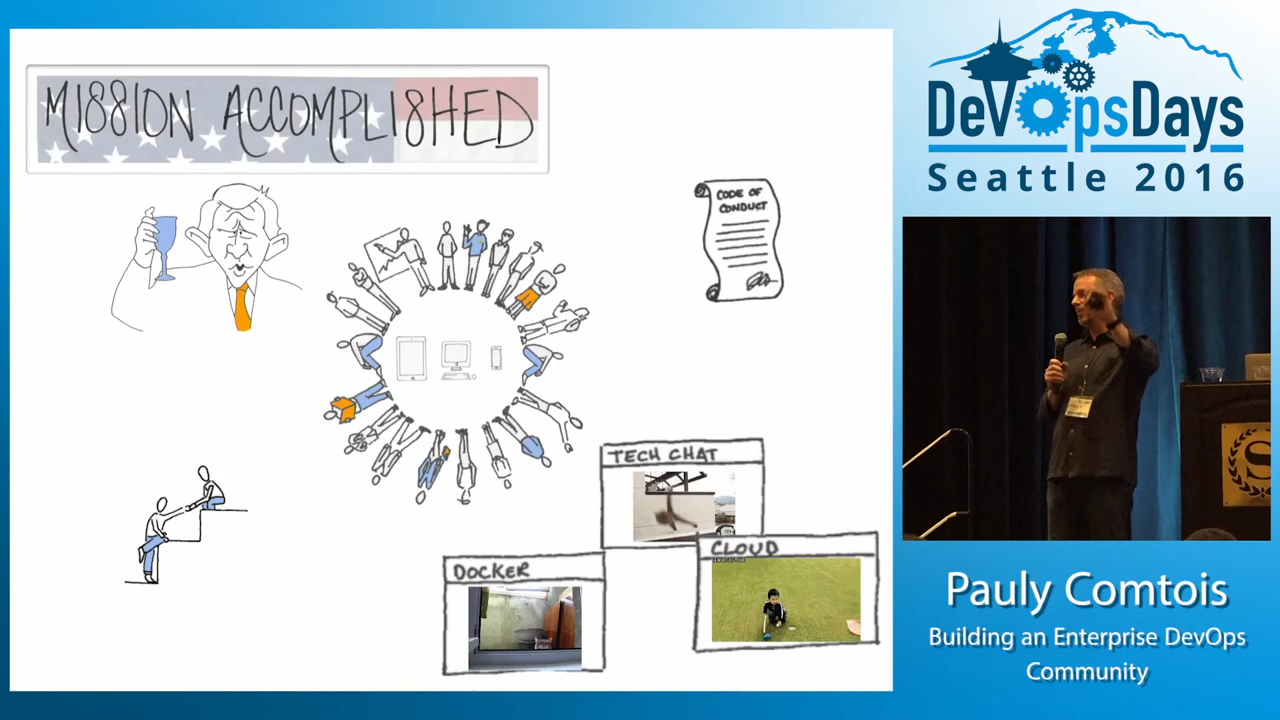 MISSION ACCOMPLISHED
CODE OF
CONDUCT
TECH CHAT
CLOUD
DOCKER
DevOpsDays
Seattle 2016
S
Pauly Comtois
Building an Enterprise DevOps
Community